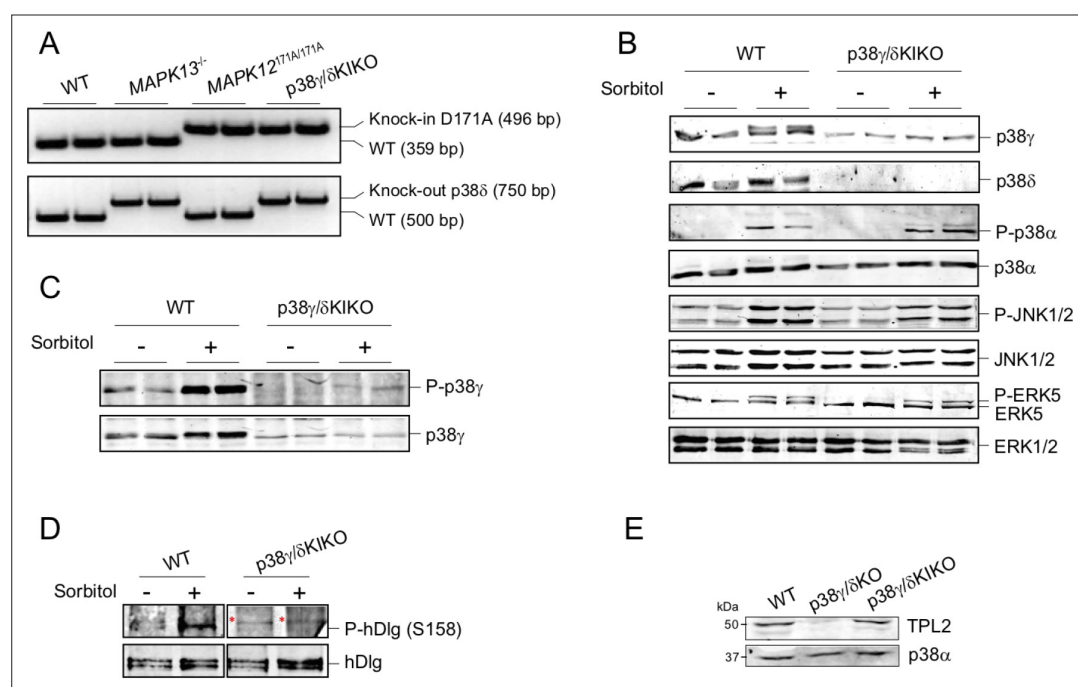 A
WT
MAPK13-/-
MAPK12171A/171A
p38γ/δKIKO
Knock-in D171A (496 bp)
WT (359 bp)
Knock-out p38δ (750 bp)
WT (500 bp)
B
WT
p38γ/δKIKO
Sorbitol
-
+
-
+
p38γ
p38δ
P-p38α
p38α
P-JNK1/2
JNK1/2
P-ERK5
ERK5
ERK1/2
C
WT
p38γ/δKIKO
Sorbitol
-
+
-
+
P-p38γ
p38γ
D
WT
p38γ/δKIKO
Sorbitol
-
+
-
+
*
*
P-hDlg (S158)
hDlg
E
WT
p38γ/δKO
p38γ/δKIKO
kDa
50
TPL2
37
p38α